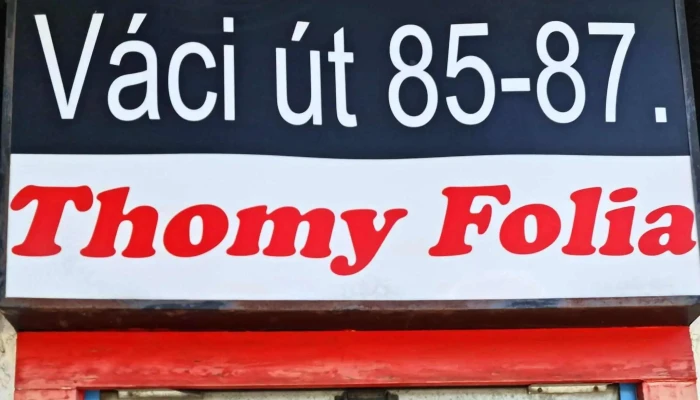 Váci út 85-87.
Thomy Folia